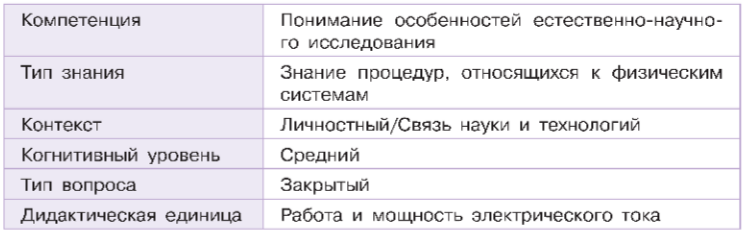 Компетенция Понимание особенностей естественно-научно-
го исследования
Тип знания Знание процедур, относящихся к физическим
системам
Контекст Личностный/Связь науки и технологий
Когнитивный уровень Средний
Тип вопроса Закрытый
Дидактическая единица Работа и мощность электрического тока